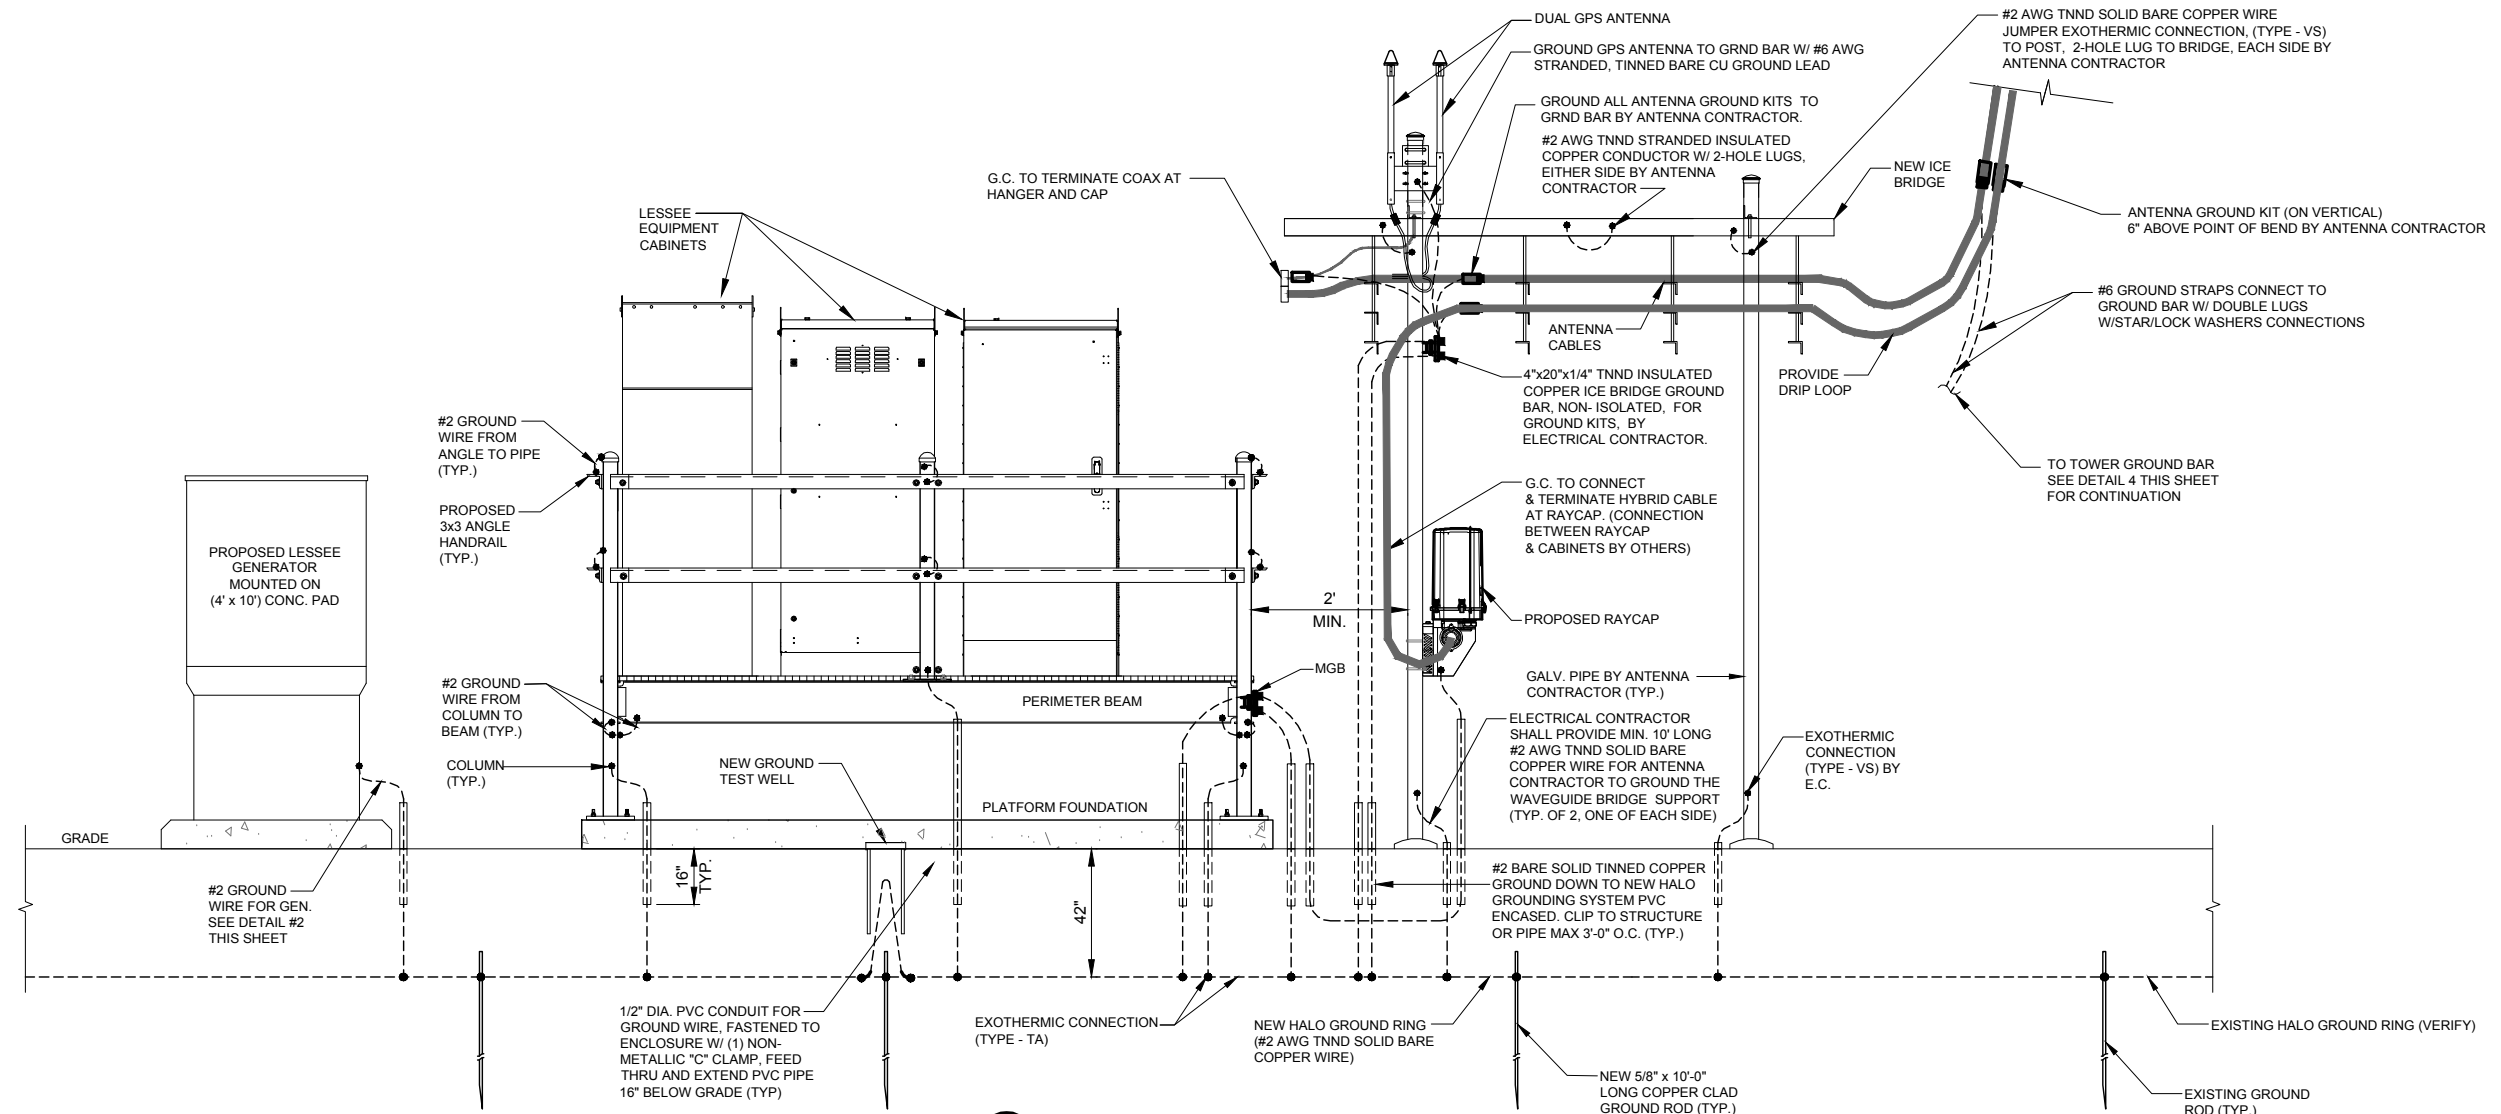 DUAL GPS ANTENNA
GROUND GPS ANTENNA TO GRND BAR W/ #6 AWG
STRANDED, TINNED BARE CU GROUND LEAD
GROUND ALL ANTENNA GROUND KITS TO
GRND BAR BY ANTENNA CONTRACTOR.
#2 AWG TNND STRANDED INSULATED
COPPER CONDUCTOR W/ 2-HOLE LUGS,
EITHER SIDE BY ANTENNA
CONTRACTOR
#2 AWG TNND SOLID BARE COPPER WIRE
JUMPER EXOTHERMIC CONNECTION, (TYPE - VS)
TO POST, 2-HOLE LUG TO BRIDGE, EACH SIDE BY
ANTENNA CONTRACTOR
NEW ICE
BRIDGE
ANTENNA GROUND KIT (ON VERTICAL)
6" ABOVE POINT OF BEND BY ANTENNA CONTRACTOR
G.C. TO TERMINATE COAX AT
HANGER AND CAP
LESSEE
EQUIPMENT
CABINETS
#6 GROUND STRAPS CONNECT TO
GROUND BAR W/ DOUBLE LUGS
W/STAR/LOCK WASHERS CONNECTIONS
ANTENNA
CABLES
PROVIDE
DRIP LOOP
4"x20"x1/4" TNND INSULATED
COPPER ICE BRIDGE GROUND
BAR, NON- ISOLATED, FOR
GROUND KITS, BY
ELECTRICAL CONTRACTOR.
#2 GROUND
WIRE FROM
ANGLE TO PIPE
(TYP.)
PROPOSED
3x3 ANGLE
HANDRAIL
(TYP.)
TO TOWER GROUND BAR
SEE DETAIL 4 THIS SHEET
FOR CONTINUATION
G.C. TO CONNECT
& TERMINATE HYBRID CABLE
AT RAYCAP. (CONNECTION
BETWEEN RAYCAP
& CABINETS BY OTHERS)
PROPOSED LESSEE
GENERATOR
MOUNTED ON
(4' x 10') CONC. PAD
2'
MIN.
PROPOSED RAYCAP
MGB
GALV. PIPE BY ANTENNA
CONTRACTOR (TYP.)
#2 GROUND
WIRE FROM
COLUMN TO
BEAM (TYP.)
PERIMETER BEAM
ELECTRICAL CONTRACTOR
SHALL PROVIDE MIN. 10' LONG
#2 AWG TNND SOLID BARE
COPPER WIRE FOR ANTENNA
CONTRACTOR TO GROUND THE
WAVEGUIDE BRIDGE SUPPORT
(TYP. OF 2, ONE OF EACH SIDE)
EXOTHERMIC
CONNECTION
(TYPE - VS) BY
E.C.
COLUMN
(TYP.)
NEW GROUND
TEST WELL
PLATFORM FOUNDATION
GRADE
16"
TYP.
42"
#2 GROUND
WIRE FOR GEN.
SEE DETAIL #2
THIS SHEET
#2 BARE SOLID TINNED COPPER
GROUND DOWN TO NEW HALO
GROUNDING SYSTEM PVC
ENCASED. CLIP TO STRUCTURE
OR PIPE MAX 3'-0" O.C. (TYP.)
1/2" DIA. PVC CONDUIT FOR
GROUND WIRE, FASTENED TO
ENCLOSURE W/ (1) NON-
METALLIC "C" CLAMP, FEED
THRU AND EXTEND PVC PIPE
16" BELOW GRADE (TYP)
EXOTHERMIC CONNECTION
(TYPE - TA)
NEW HALO GROUND RING
(#2 AWG TNND SOLID BARE
COPPER WIRE)
NEW 5/8" x 10'-0"
LONG COPPER CLAD
GROUND ROD (TYP.)
EXISTING HALO GROUND RING (VERIFY)
EXISTING GROUND
ROD (TYP.)